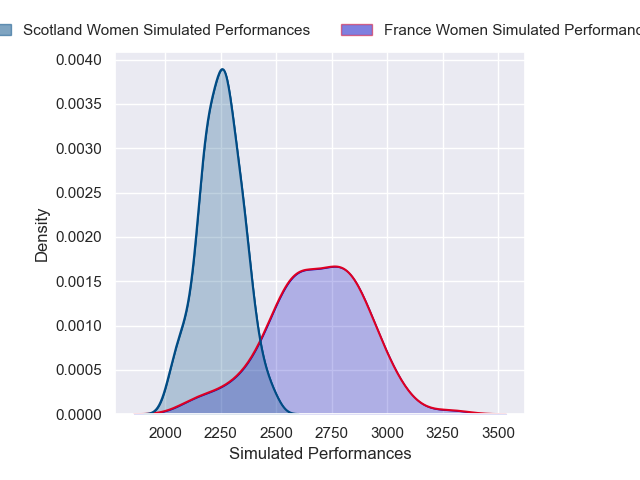 Scotland Women Simulated Performances France Women Simulated Performanc
0.0040
0.0035
0.0030
0.0025
0.0020
0.0015
0.0010
0.0005
0.0000
Density
2000 2250 2500 2750 3000 3250 3500
Simulated Performances